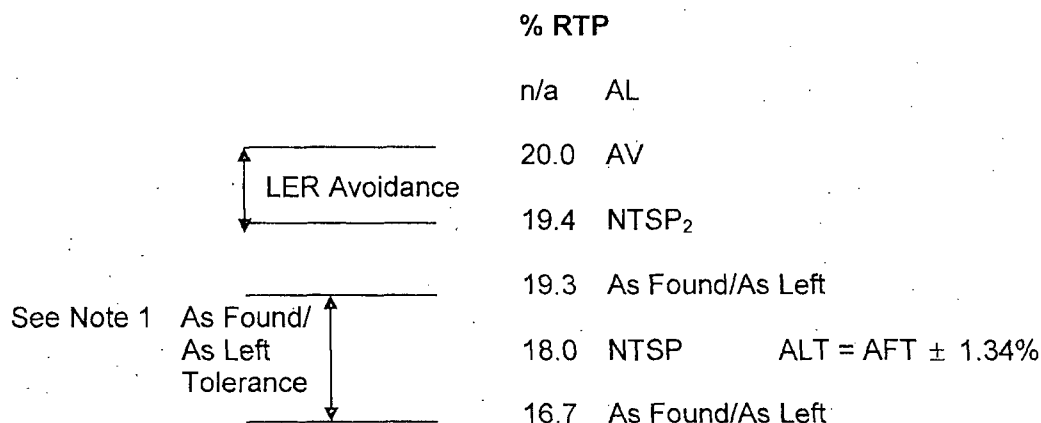 % RTP
n/a AL
20.0 AV
LER Avoidance
19.4 NTSP₂
19.3 As Found/As Left
See Note 1 As Found/
As Left
Tolerance
18.0 NTSP ALT = AFT ± 1.34%
16.7 As Found/As Left